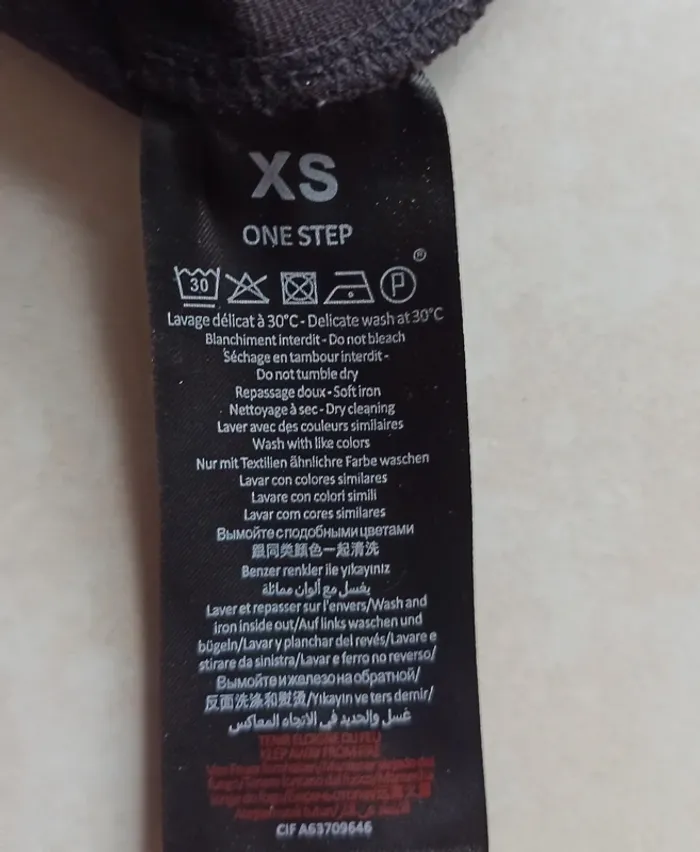 XS
ONE STEP
®
30
P
Lavage délicat à 30°C - Delicate wash at 30°C
Blanchiment interdit - Do not bleach
Séchage en tambour interdit -
Do not tumble dry
Repassage doux - Soft iron
Nettoyage à sec - Dry cleaning
Laver avec des couleurs similaires
Wash with like colors
Nur mit Textilien ähnlichre Farbe waschen
Lavar con colores similares
Lavare con colori simili
Lavar com cores similares
Вымойте с подобными цветами
跟同类颜色一起清洗
Benzer renkler ile yıkayınız
يغسل مع ألوان مماثلة
Laver et repasser sur l'envers/Wash and
iron inside out/Auf links waschen und
bügeln/Lavar y planchar del revés/Lavare e
stirare da sinistra/Lavar e ferro no reverso/
Вымойте и железо на обратной/
反面洗涤和熨烫/Yıkayın ve ters demir/
غسل والحديد في الاتجاه المعاكس
KEEP AWAY FROM FIRE
CIF A63709646